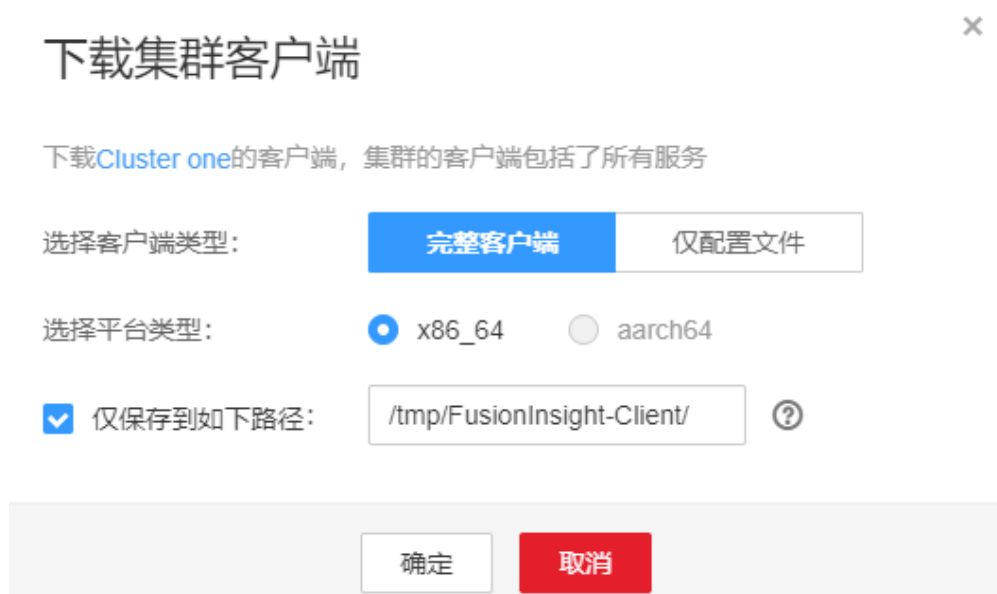 下载集群客户端
下载Cluster one的客户端，集群的客户端包括了所有服务
选择客户端类型： 完整客户端 仅配置文件
选择平台类型： x86_64 aarch64
仅保存到如下路径： /tmp/FusionInsight-Client/ ?
确定 取消